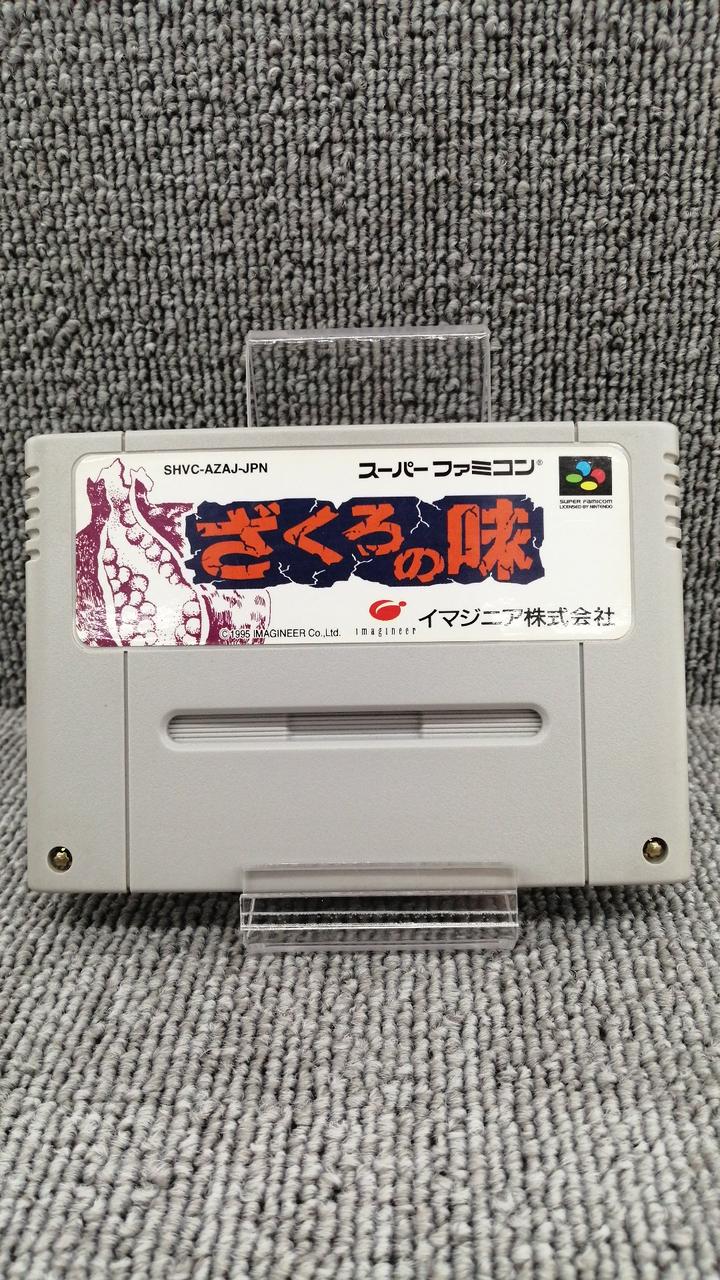 SHVC-AZAJ-JPN
スーパーファミコン®
SUPER FAMICOM
LICENSED BY NINTENDO
ざくろの味
© 1995 IMAGINEER Co.,Ltd.
imagineer
イマジニア株式会社